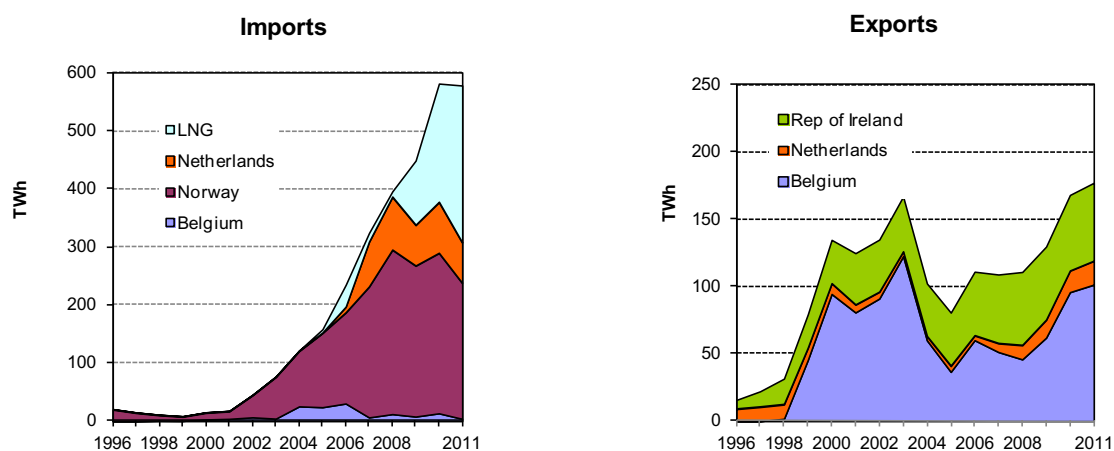 Imports
600
500
400
300
200
100
0
TWh
LNG
Netherlands
Norway
Belgium
1996 1998 2000 2002 2004 2006 2008 2011
Exports
250
200
150
100
50
0
TWh
Rep of Ireland
Netherlands
Belgium
1996 1998 2000 2002 2004 2006 2008 2011